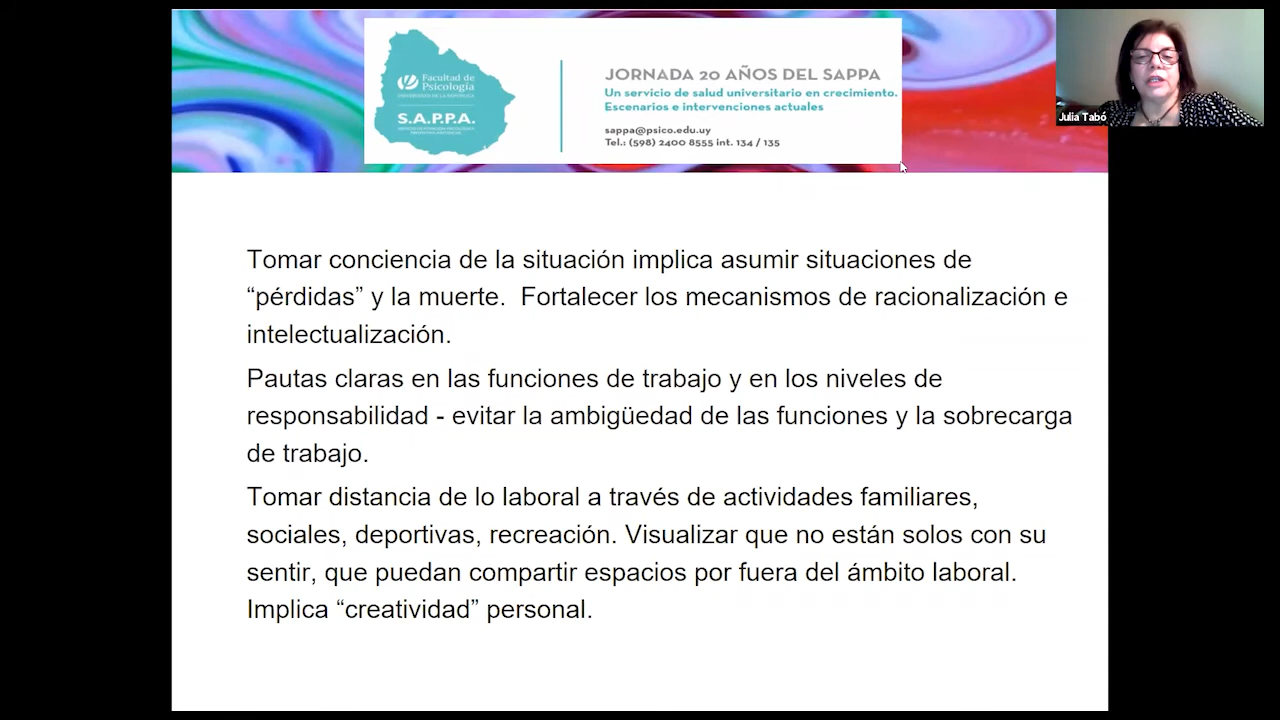 Facultad de
Psicología
UNIVERSIDAD DE LA REPÚBLICA
S.A.P.P.A.
JORNADA 20 AÑOS DEL SAPPA
Un servicio de salud universitario en crecimiento.
Escenarios e intervenciones actuales
sappa@psico.edu.uy
Tel.: (598) 2400 8555 int. 134 / 135
Julia Tabó
Tomar conciencia de la situación implica asumir situaciones de
“pérdidas” y la muerte.  Fortalecer los mecanismos de racionalización e
intelectualización.
Pautas claras en las funciones de trabajo y en los niveles de
responsabilidad - evitar la ambigüedad de las funciones y la sobrecarga
de trabajo.
Tomar distancia de lo laboral a través de actividades familiares,
sociales, deportivas, recreación. Visualizar que no están solos con su
sentir, que puedan compartir espacios por fuera del ámbito laboral.
Implica “creatividad” personal.